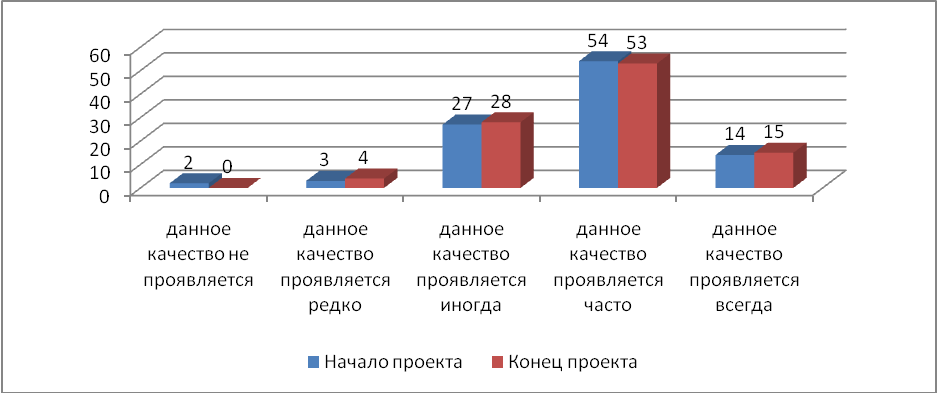 60
50
40
30
20
10
0
2
0
3
4
27
28
54
53
14
15
данное
качество не
проявляется
данное
качество
проявляется
редко
данное
качество
проявляется
иногда
данное
качество
проявляется
часто
данное
качество
проявляется
всегда
Начало проекта
Конец проекта